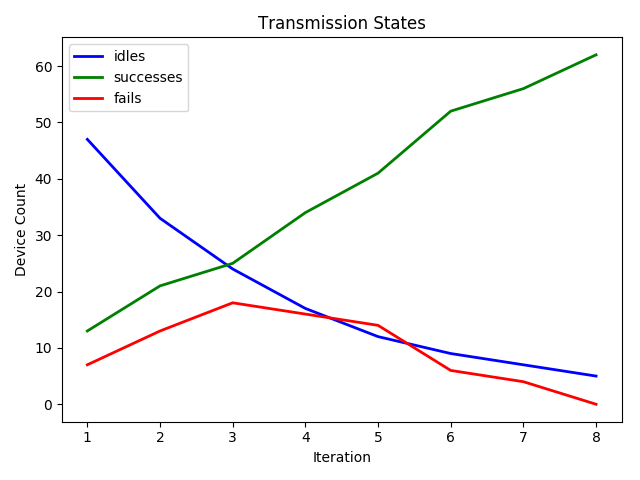 Transmission States
idles
successes
fails
Device Count
60
50
40
30
20
10
0
1 2 3 4 5 6 7 8
Iteration